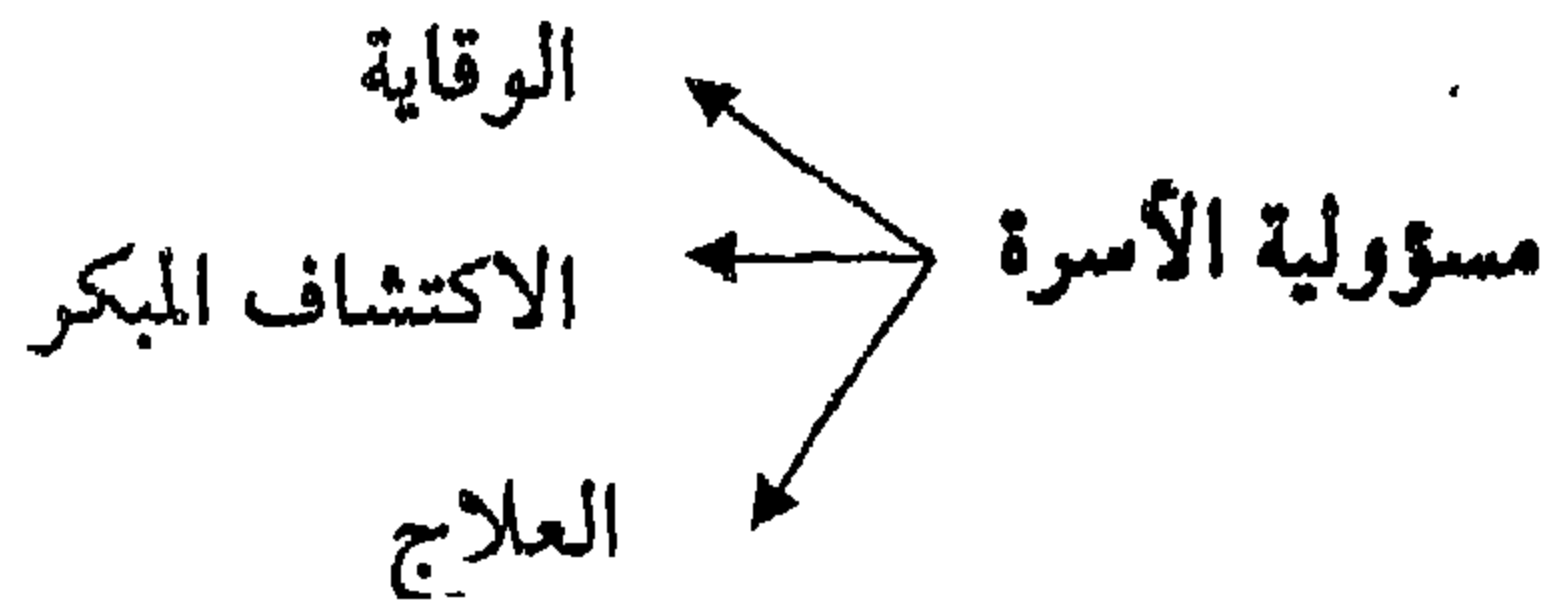 الوقاية
مسؤولية الأسرة
الاكتشاف المبكر
العلاج